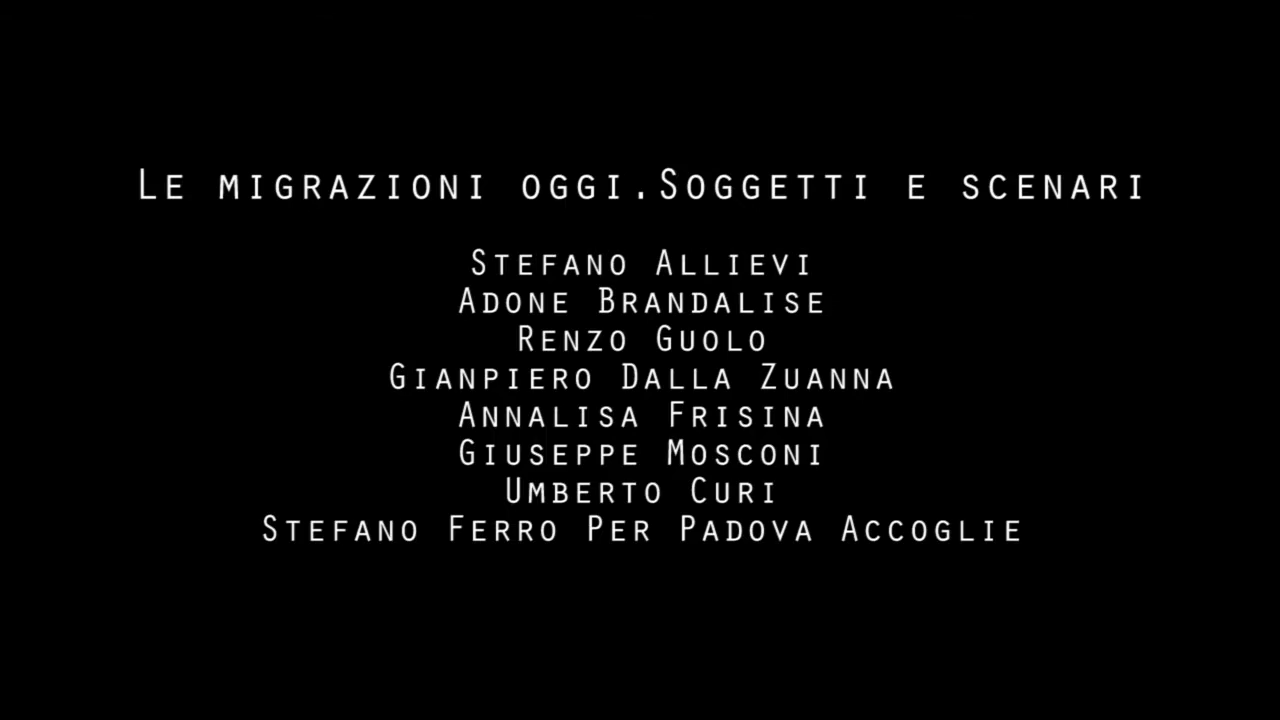 Le migrazioni oggi.Soggetti e scenari
Stefano Allievi
Adone Brandalise
Renzo Guolo
Gianpiero Dalla Zuanna
Annalisa Frisina
Giuseppe Mosconi
Umberto Curi
Stefano Ferro Per Padova Accoglie